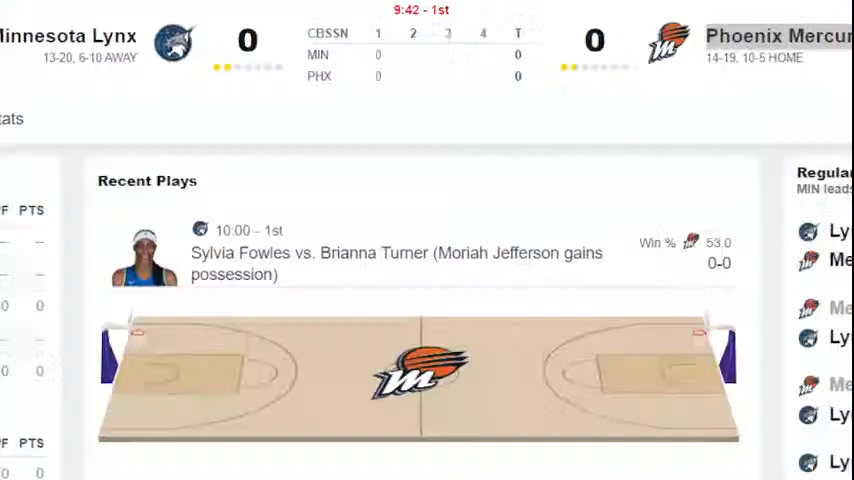 9:42 - 1st
Minnesota Lynx
13-20, 6-10 AWAY
0
CBSSN 1 2 3 4 T
MIN 0 0
PHX 0 0
0
Phoenix Mercur
14-19, 10-5 HOME
tats
F PTS
– –
– –
0 0
– –
0 0
F PTS
0 0
Recent Plays
10:00 – 1st
Sylvia Fowles vs. Brianna Turner (Moriah Jefferson gains
possession)
Win % 53.0
0-0
Regular
MIN leads
Ly
Me
Me
Ly
Me
Ly
Ly